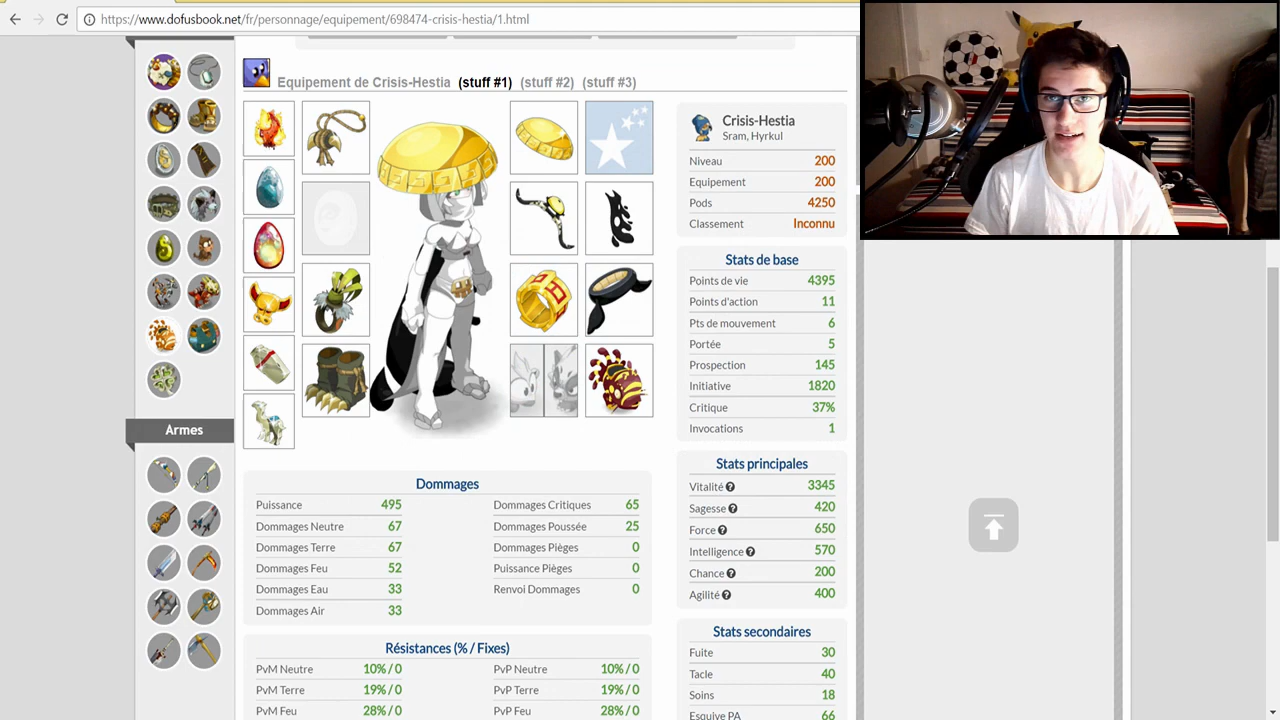 https://www.dofusbook.net/fr/personnage/equipement/698474-crisis-hestia/1.html
Equipement de Crisis-Hestia (stuff #1) (stuff #2) (stuff #3)
Crisis-Hestia
Sram, Hyrkul
Niveau 200
Equipement 200
Pods 4250
Classement Inconnu
Stats de base
Points de vie 4395
Points d'action 11
Pts de mouvement 6
Portée 5
Prospection 145
Initiative 1820
Critique 37%
Invocations 1
Armes
Dommages
Puissance 495
Dommages Neutre 67
Dommages Terre 67
Dommages Feu 52
Dommages Eau 33
Dommages Air 33
Dommages Critiques 65
Dommages Poussée 25
Dommages Pièges 0
Puissance Pièges 0
Renvoi Dommages 0
Stats principales
Vitalité ? 3345
Sagesse ? 420
Force ? 650
Intelligence ? 570
Chance ? 200
Agilité ? 400
Résistances (% / Fixes)
PvM Neutre 10% / 0
PvM Terre 19% / 0
PvM Feu 28% / 0
PvP Neutre 10% / 0
PvP Terre 19% / 0
PvP Feu 28% / 0
Stats secondaires
Fuite 30
Tacle 40
Soins 18
Esquive PA 66